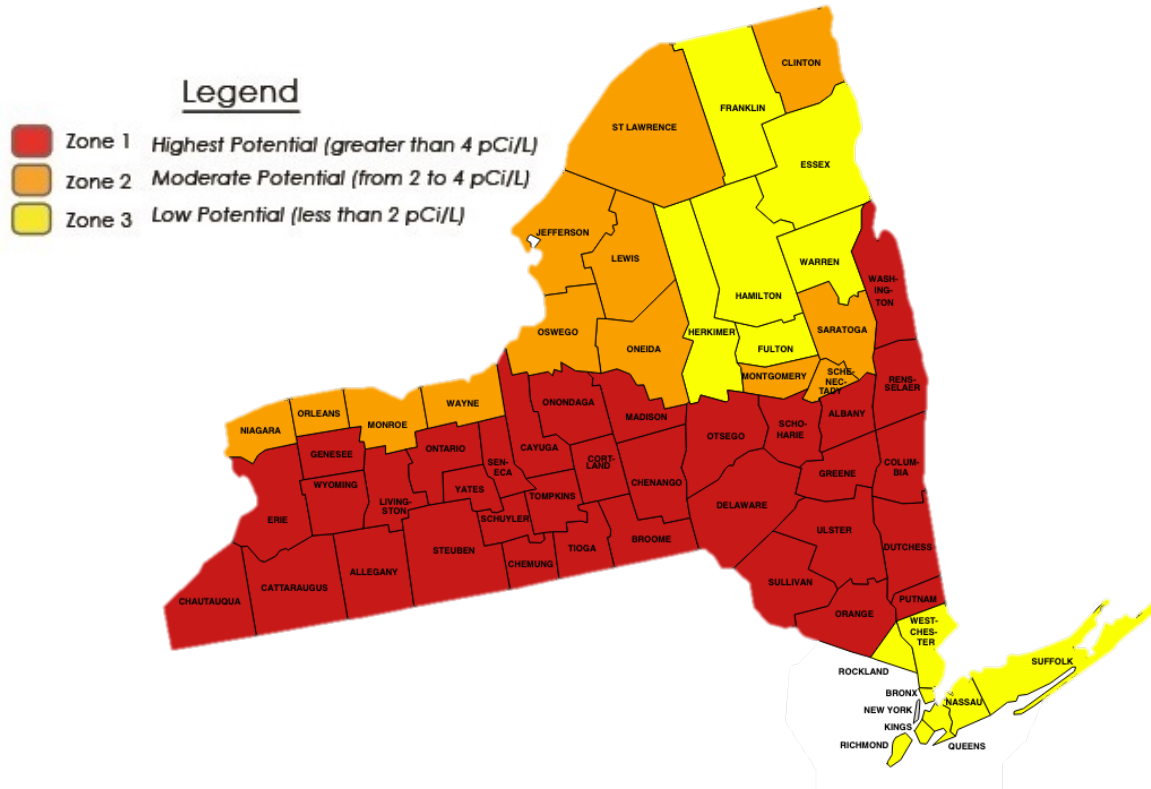 Legend
Zone 1 Highest Potential (greater than 4 pCi/L)
Zone 2 Moderate Potential (from 2 to 4 pCi/L)
Zone 3 Low Potential (less than 2 pCi/L)
CLINTON
FRANKLIN
ST LAWRENCE
ESSEX
JEFFERSON
LEWIS
WARREN
WASH-
ING-
TON
HAMILTON
OSWEGO
HERKIMER
SARATOGA
ONEIDA
FULTON
MONTGOMERY
SCHE-
NEC-
TADY
RENS-
SELAER
WAYNE
ORLEANS
MONROE
NIAGARA
ONONDAGA
MADISON
ALBANY
SCHO-
HARIE
OTSEGO
GENESEE
ONTARIO
CAYUGA
SEN-
ECA
CORT-
LAND
COLUM-
BIA
GREENE
WYOMING
YATES
CHENANGO
TOMPKINS
LIVING-
STON
DELAWARE
ERIE
SCHUYLER
ULSTER
BROOME
TIOGA
DUTCHESS
STEUBEN
CHEMUNG
ALLEGANY
SULLIVAN
CATTARAUGUS
CHAUTAUQUA
PUTNAM
ORANGE
WEST-
CHES-
TER
SUFFOLK
ROCKLAND
BRONX
NASSAU
NEW YORK
KINGS
RICHMOND
QUEENS